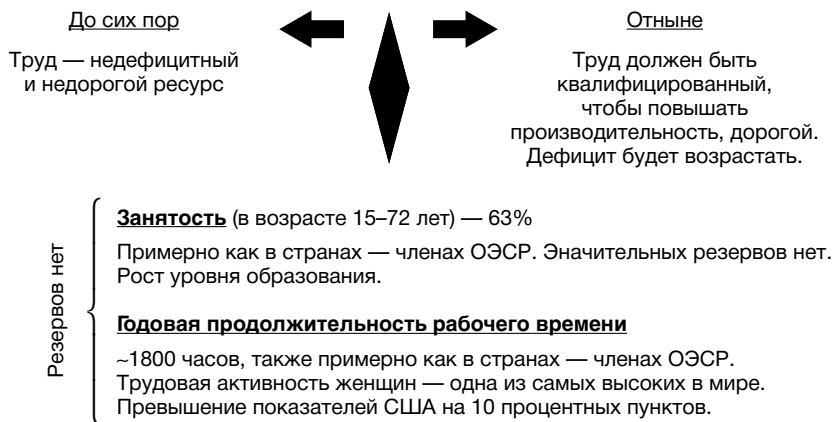 До сих пор
Труд — недефицитный
и недорогой ресурс
Отныне
Труд должен быть
квалифицированный,
чтобы повышать
производительность, дорогой.
Дефицит будет возрастать.
Резервов нет
Занятость (в возрасте 15–72 лет) — 63%
Примерно как в странах — членах ОЭСР. Эначительных резервов нет.
Рост уровня образования.
Годовая продолжительность рабочего времени
~1800 часов, также примерно как в странах — членах ОЭСР.
Трудовая активность женщин — одна из самых высоких в мире.
Превышение показателей США на 10 процентных пунктов.